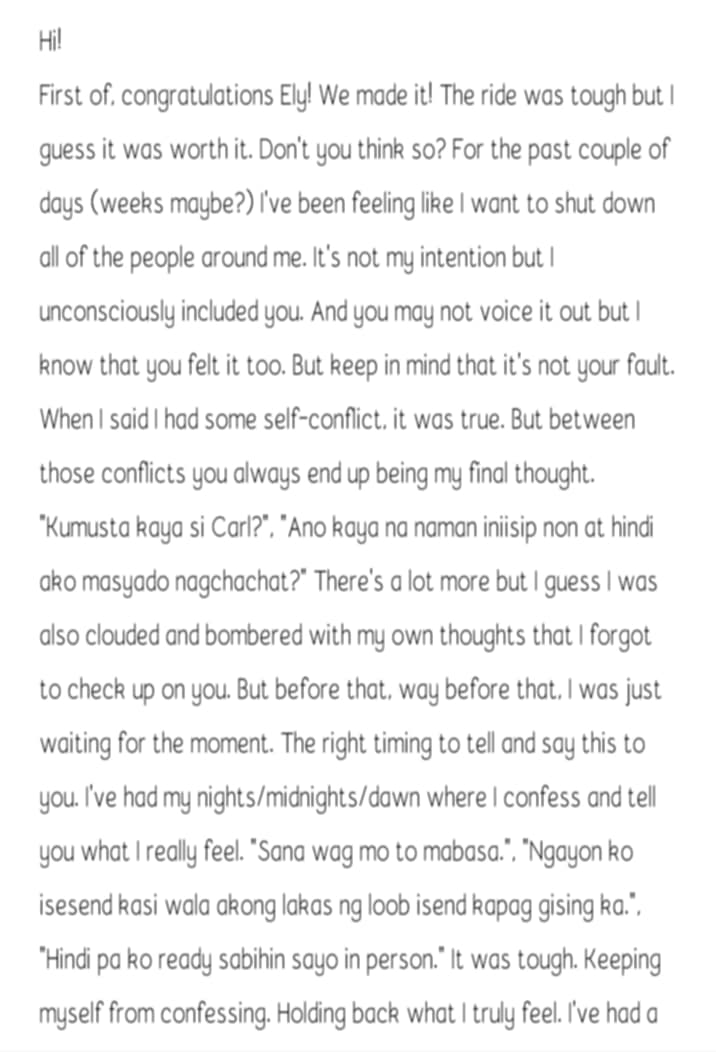 Hi!
First of, congratulations Ely! We made it! The ride was tough but I
guess it was worth it. Don't you think so? For the past couple of
days (weeks maybe?) I've been feeling like I want to shut down
all of the people around me. It's not my intention but I
unconsciously included you. And you may not voice it out but I
know that you felt it too. But keep in mind that it's not your fault.
When I said I had some self-conflict, it was true. But between
those conflicts you always end up being my final thought.
"Kumusta kaya si Carl?", "Ano kaya na naman iniisip non at hindi
ako masyado nagchachat?" There's a lot more but I guess I was
also clouded and bombered with my own thoughts that I forgot
to check up on you. But before that, way before that, I was just
waiting for the moment. The right timing to tell and say this to
you. I've had my nights/midnights/dawn where I confess and tell
you what I really feel. "Sana wag mo to mabasa.", "Ngayon ko
isesend kasi wala akong lakas ng loob isend kapag gising ka.",
"Hindi pa ko ready sabihin sayo in person." It was tough. Keeping
myself from confessing. Holding back what I truly feel. I've had a